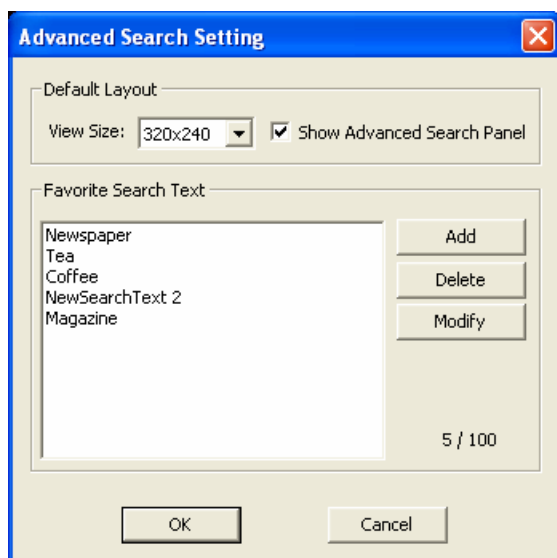 Advanced Search Setting
Default Layout
View Size: 320x240 Show Advanced Search Panel
Favorite Search Text
Newspaper
Tea
Coffee
NewSearchText 2
Magazine
Add
Delete
Modify
5 / 100
OK Cancel